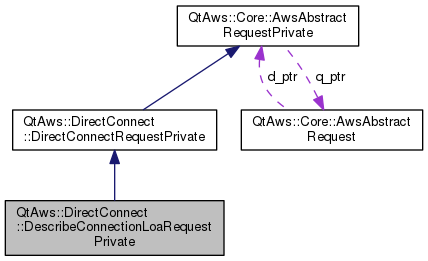 QtAws::Core::AwsAbstract
RequestPrivate
d_ptr
q_ptr
QtAws::DirectConnect
::DirectConnectRequestPrivate
QtAws::Core::AwsAbstract
Request
QtAws::DirectConnect
::DescribeConnectionLoaRequest
Private